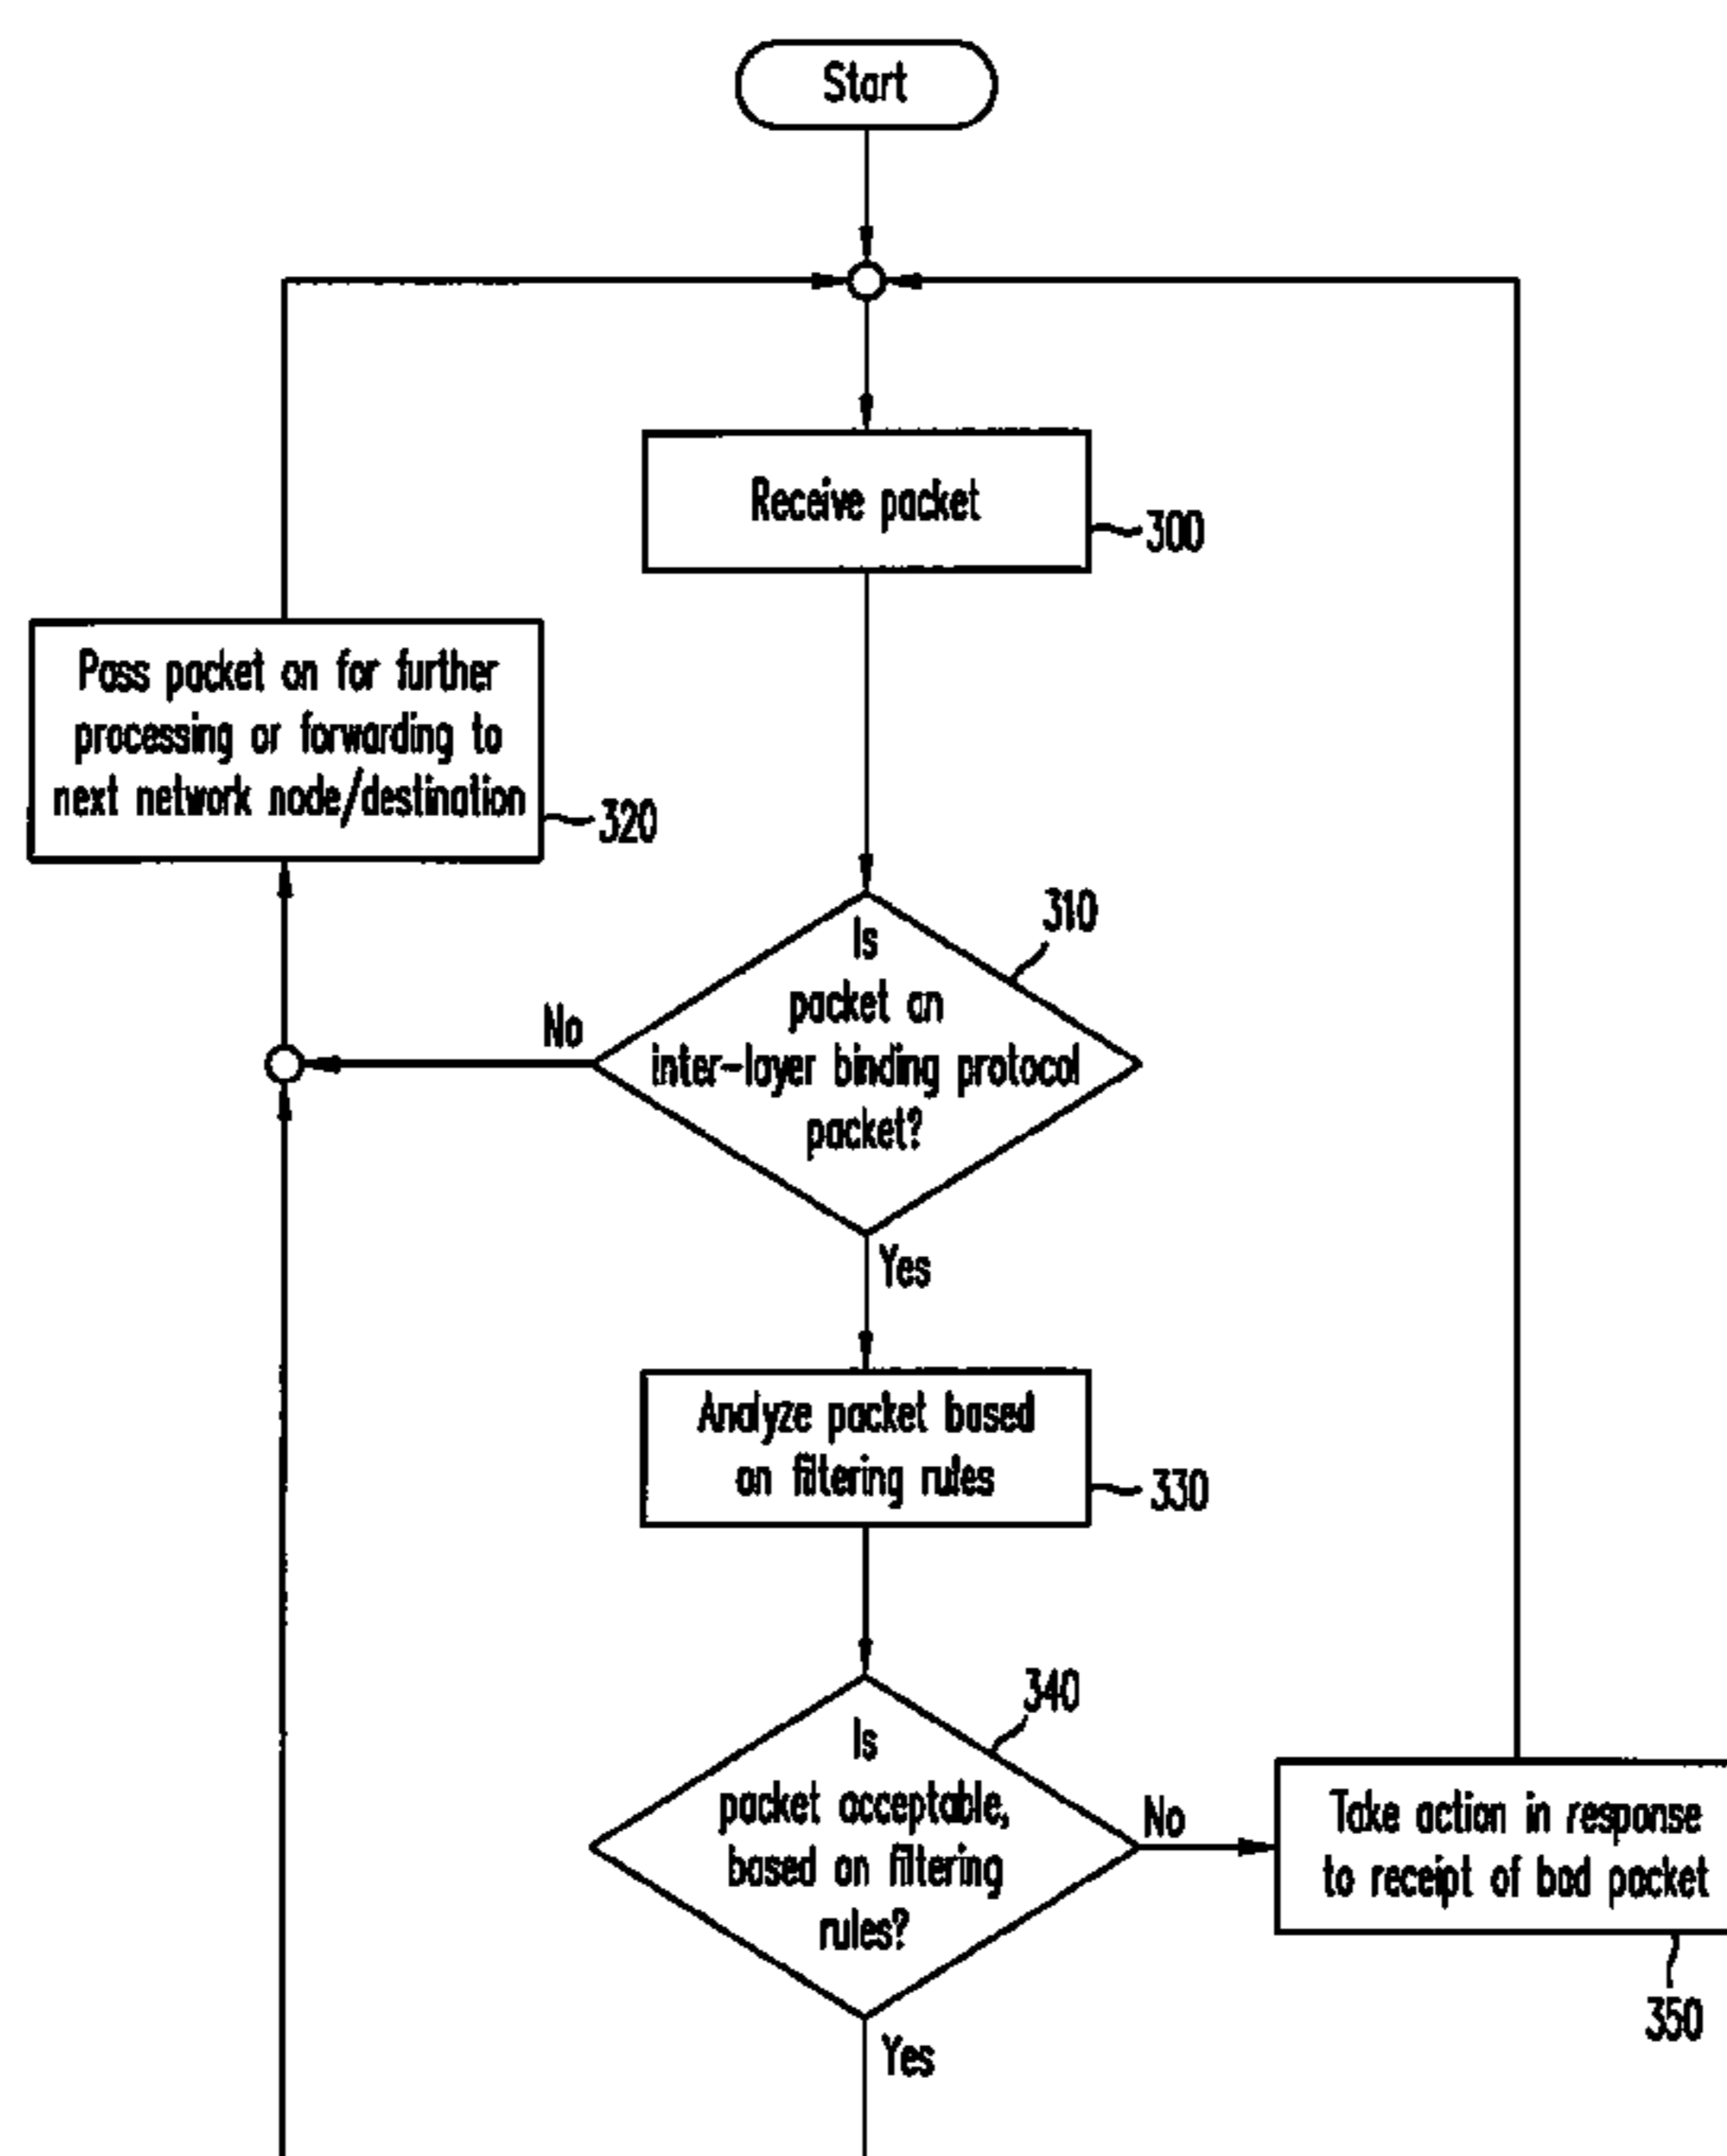 Start
Receive packet
300
Pass packet on for further
processing or forwarding to
next network node/destination
320
310
Is
packet an
inter-layer binding protocol
packet?
No
Yes
Analyze packet based
on filtering rules
330
340
Is
packet acceptable,
based on filtering
rules?
No
Take action in response
to receipt of bad packet
350
Yes